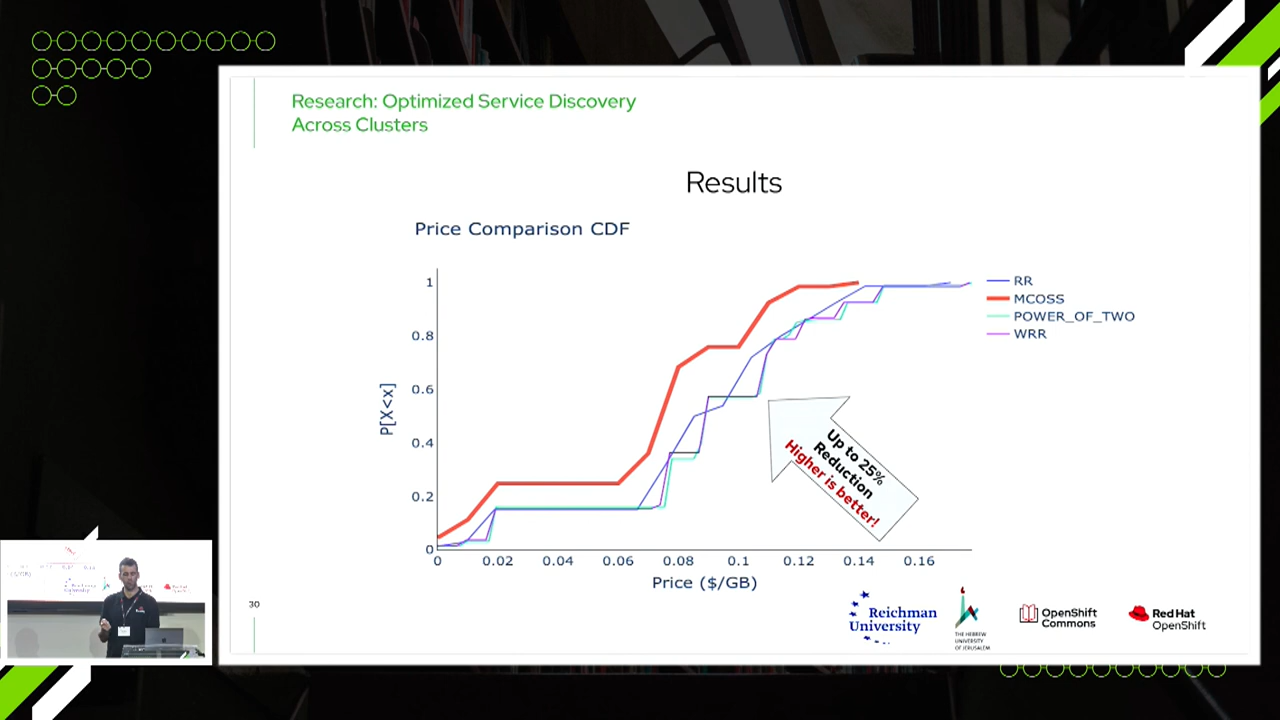 Research: Optimized Service Discovery
Across Clusters
Results
Price Comparison CDF
P[X<x]
1
0.8
0.6
0.4
0.2
0
0
0.02
0.04
0.06
0.08
0.1
0.12
0.14
0.16
Price ($/GB)
RR
MCOSS
POWER_OF_TWO
WRR
Up to 25%
Reduction
Higher is better!
30
Reichman
University
THE HEBREW
UNIVERSITY
OF JERUSALEM
OpenShift
Commons
Red Hat
OpenShift